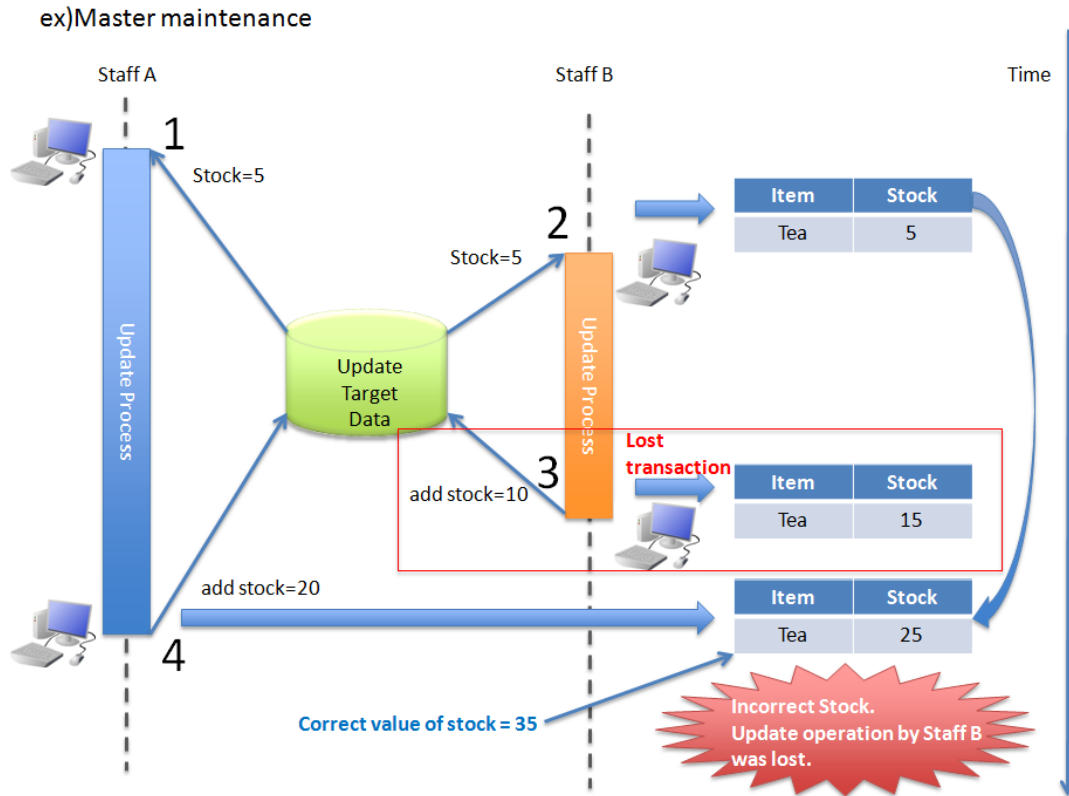 ex)Master maintenance
Staff A
Staff B
Time
1
Stock=5
2
Stock=5
Item Stock
Tea 5
Update Process
Update
Target
Data
Update Process
Lost
transaction
3
add stock=10
Item Stock
Tea 15
add stock=20
4
Item Stock
Tea 25
Correct value of stock = 35
Incorrect Stock.
Update operation by Staff B
was lost.